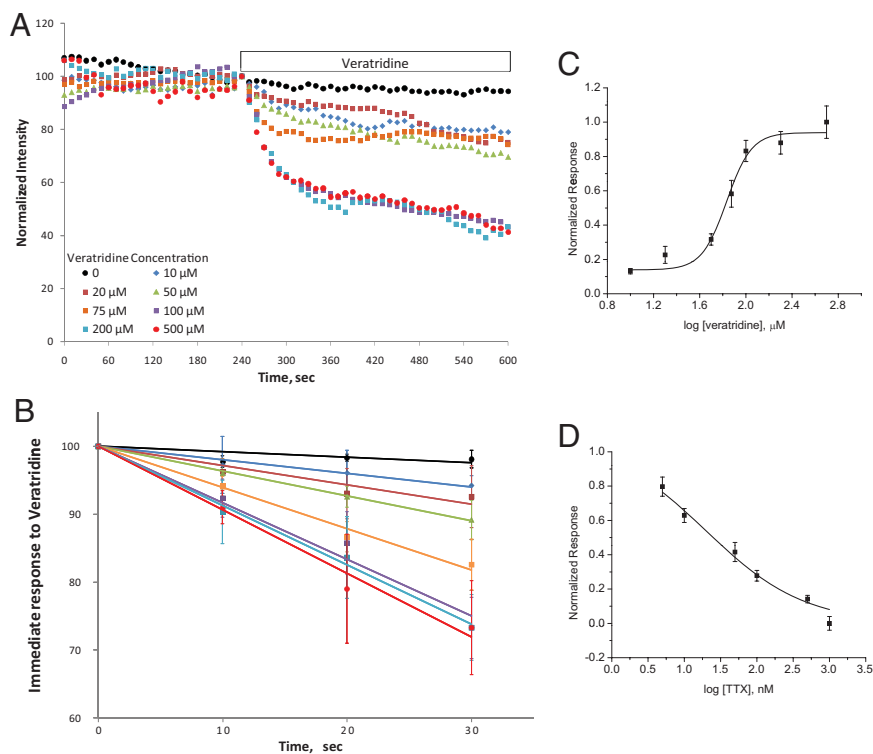 A
120
100
80
60
40
20
0
Normalized Intensity
Veratridine
Veratridine Concentration
0
10 µM
20 µM
50 µM
75 µM
100 µM
200 µM
500 µM
0 60 120 180 240 300 360 420 480 540 600
Time, sec
B
100
90
80
70
60
Immediate response to Veratridine
0 10 20 30
Time, sec
C
1.2
1.0
0.8
0.6
0.4
0.2
0.0
Normalized Response
0.8 1.2 1.6 2.0 2.4 2.8
log [veratridine], µM
D
1.0
0.8
0.6
0.4
0.2
0.0
-0.2
Normalized Response
0.0 0.5 1.0 1.5 2.0 2.5 3.0 3.5
log [TTX], nM